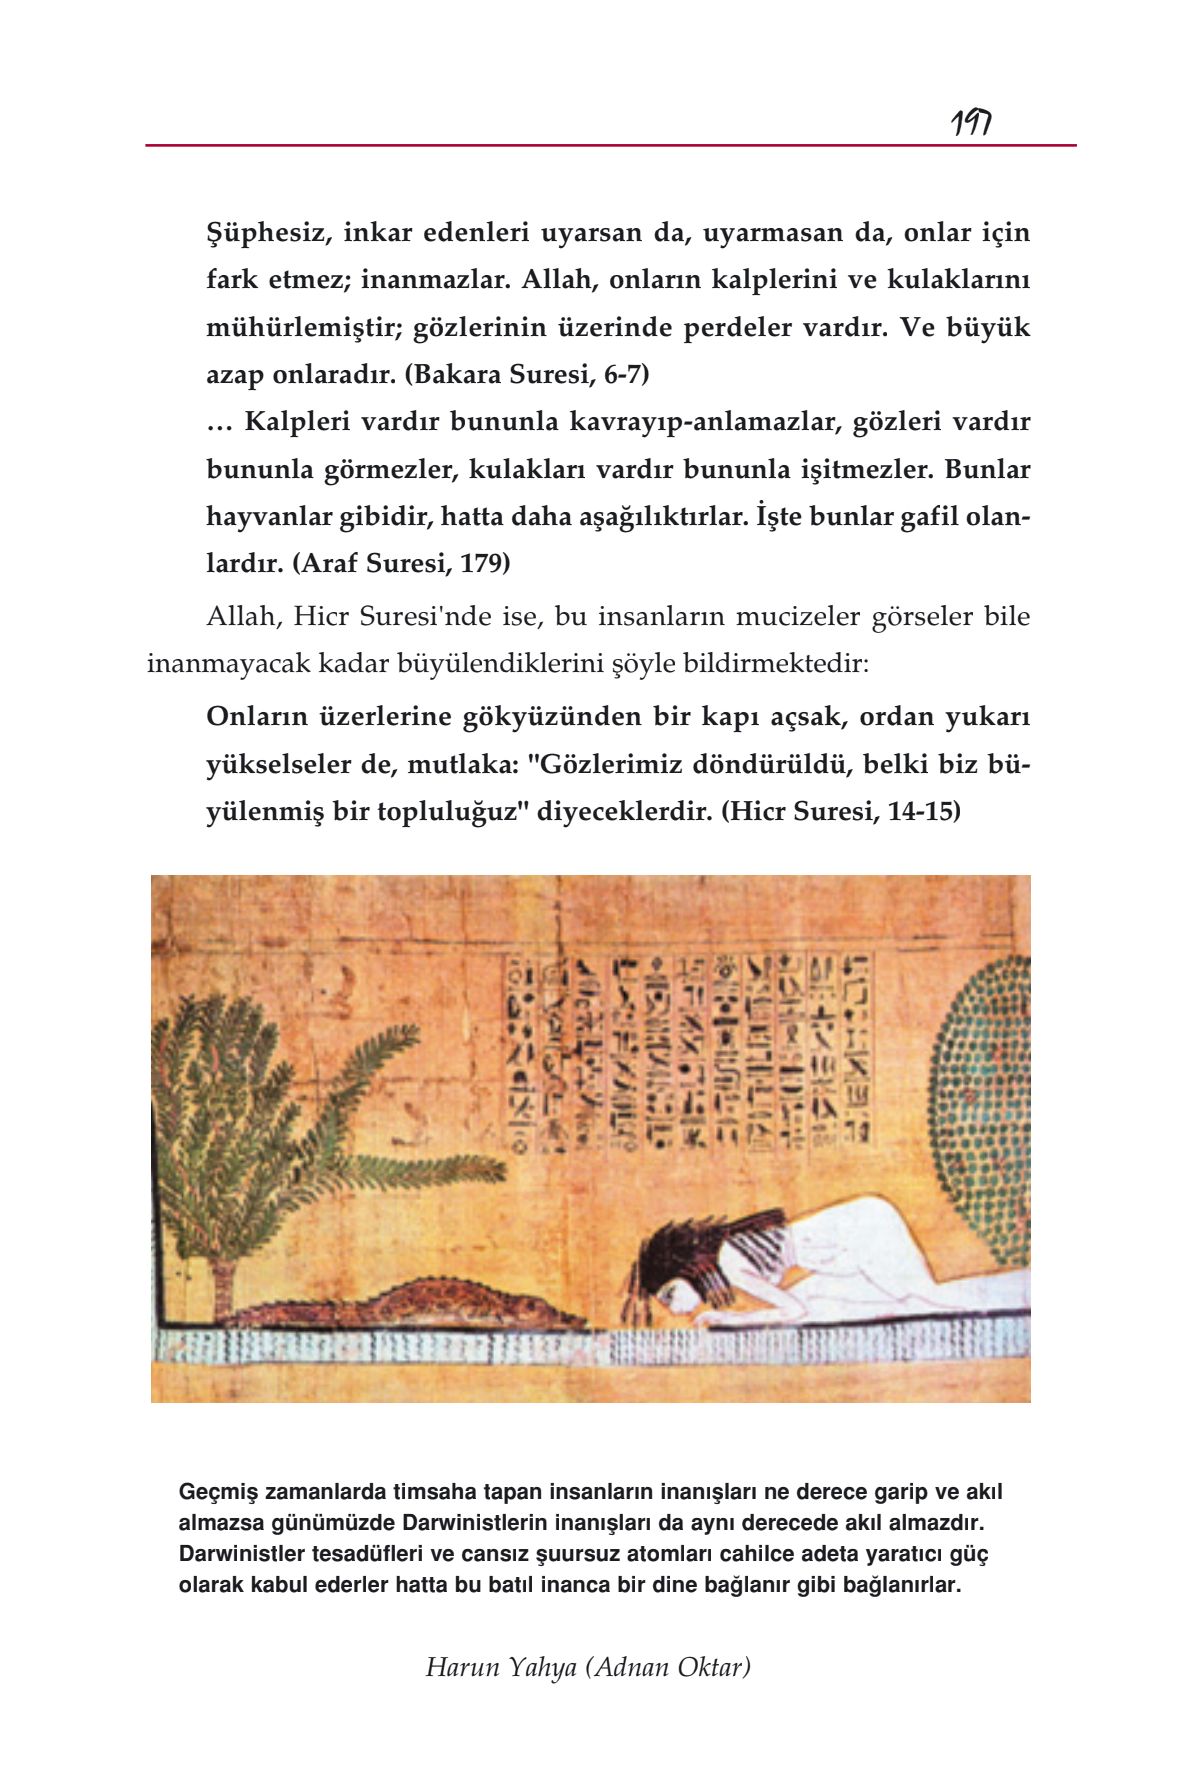 197
Şüphesiz, inkar edenleri uyarsan da, uyarmasan da, onlar için
fark etmez; inanmazlar. Allah, onların kalplerini ve kulaklarını
mühürlemiştir; gözlerinin üzerinde perdeler vardır. Ve büyük
azap onlaradır. (Bakara Suresi, 6-7)
… Kalpleri vardır bununla kavrayıp-anlamazlar, gözleri vardır
bununla görmezler, kulakları vardır bununla işitmezler. Bunlar
hayvanlar gibidir, hatta daha aşağılıktırlar. İşte bunlar gafil olan-
lardır. (Araf Suresi, 179)
Allah, Hicr Suresi'nde ise, bu insanların mucizeler görseler bile
inanmayacak kadar büyülendiklerini şöyle bildirmektedir:
Onların üzerlerine gökyüzünden bir kapı açsak, ordan yukarı
yükselseler de, mutlaka: "Gözlerimiz döndürüldü, belki biz bü-
yülenmiş bir topluluğuz" diyeceklerdir. (Hicr Suresi, 14-15)
Geçmiş zamanlarda timsaha tapan insanların inanışları ne derece garip ve akıl
almazsa günümüzde Darwinistlerin inanışları da aynı derecede akıl almazdır.
Darwinistler tesadüfleri ve cansız şuursuz atomları cahilce adeta yaratıcı güç
olarak kabul ederler hatta bu batıl inanca bir dine bağlanır gibi bağlanırlar.
Harun Yahya (Adnan Oktar)